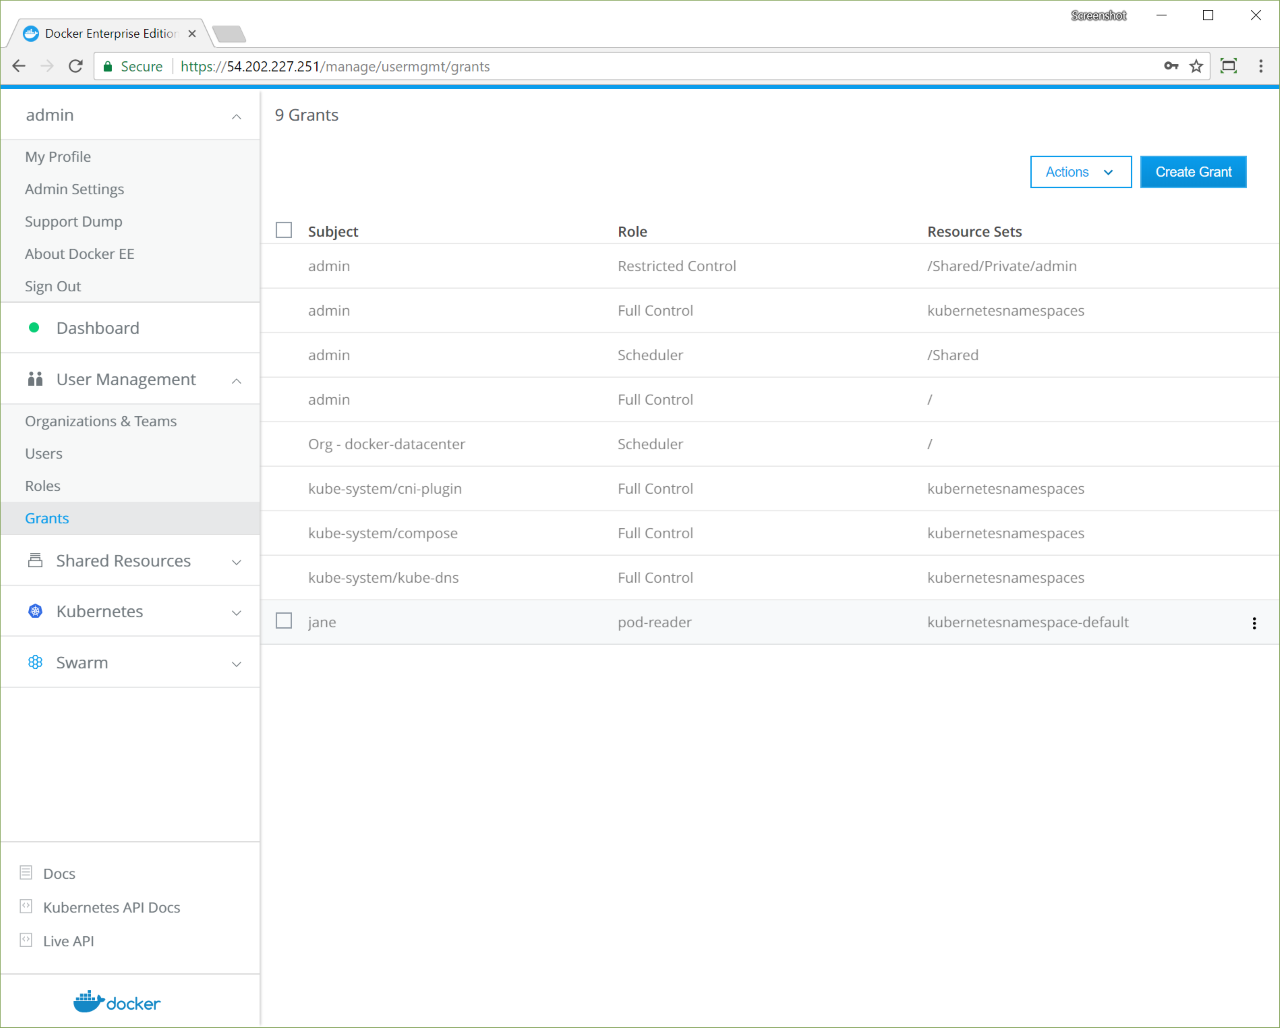 Screenshot
Docker Enterprise Edition
Secure https://54.202.227.251/manage/usermgmt/grants
admin
My Profile
Admin Settings
Support Dump
About Docker EE
Sign Out
Dashboard
User Management
Organizations & Teams
Users
Roles
Grants
Shared Resources
Kubernetes
Swarm
Docs
Kubernetes API Docs
Live API
docker
9 Grants
Actions Create Grant
Subject Role Resource Sets
admin Restricted Control /Shared/Private/admin
admin Full Control kubernetesnamespaces
admin Scheduler /Shared
admin Full Control /
Org - docker-datacenter Scheduler /
kube-system/cni-plugin Full Control kubernetesnamespaces
kube-system/compose Full Control kubernetesnamespaces
kube-system/kube-dns Full Control kubernetesnamespaces
jane pod-reader kubernetesnamespace-default